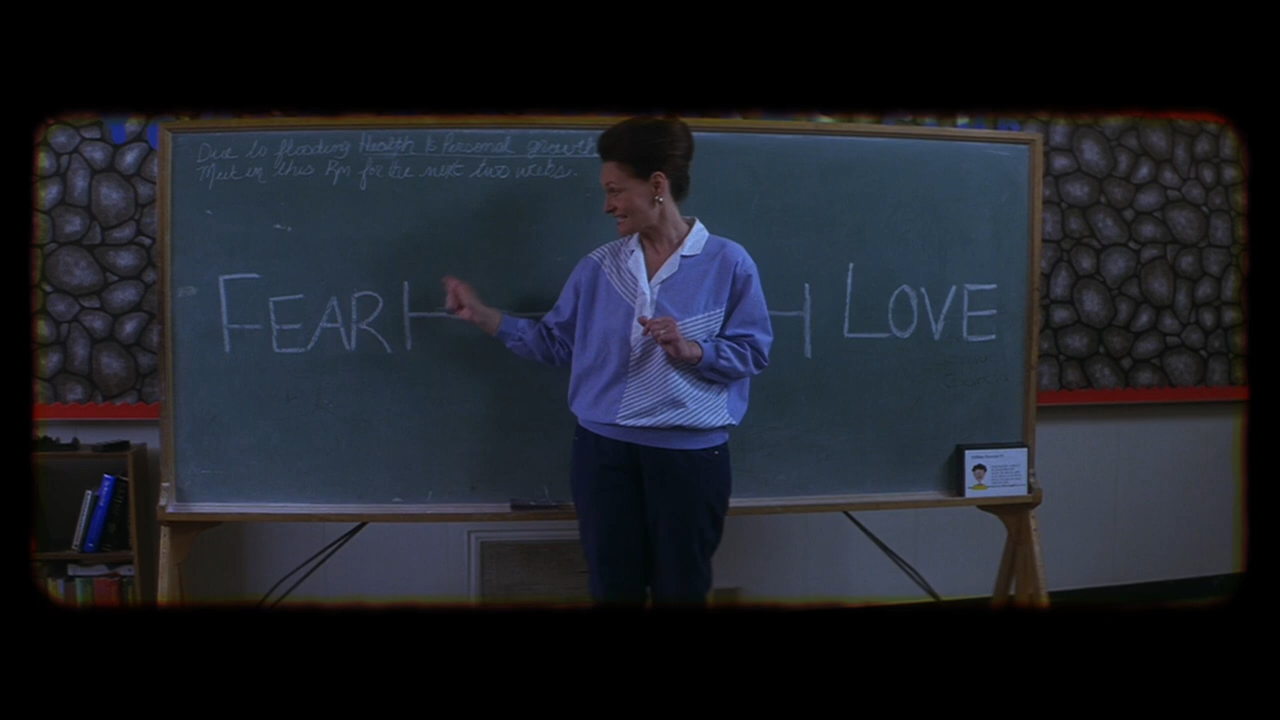 Due to flooding Health & Personal growth
Meet in this Rm for the next two weeks.
FEAR LOVE